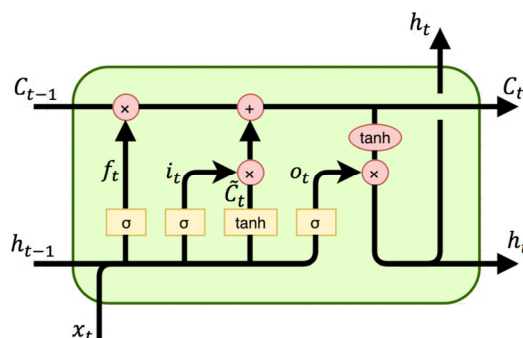 h_t
C_{t-1}
×
+
C_t
tanh
f_t
i_t
×
o_t
×
C̃_t
σ
σ
tanh
σ
h_{t-1}
h_t
x_t